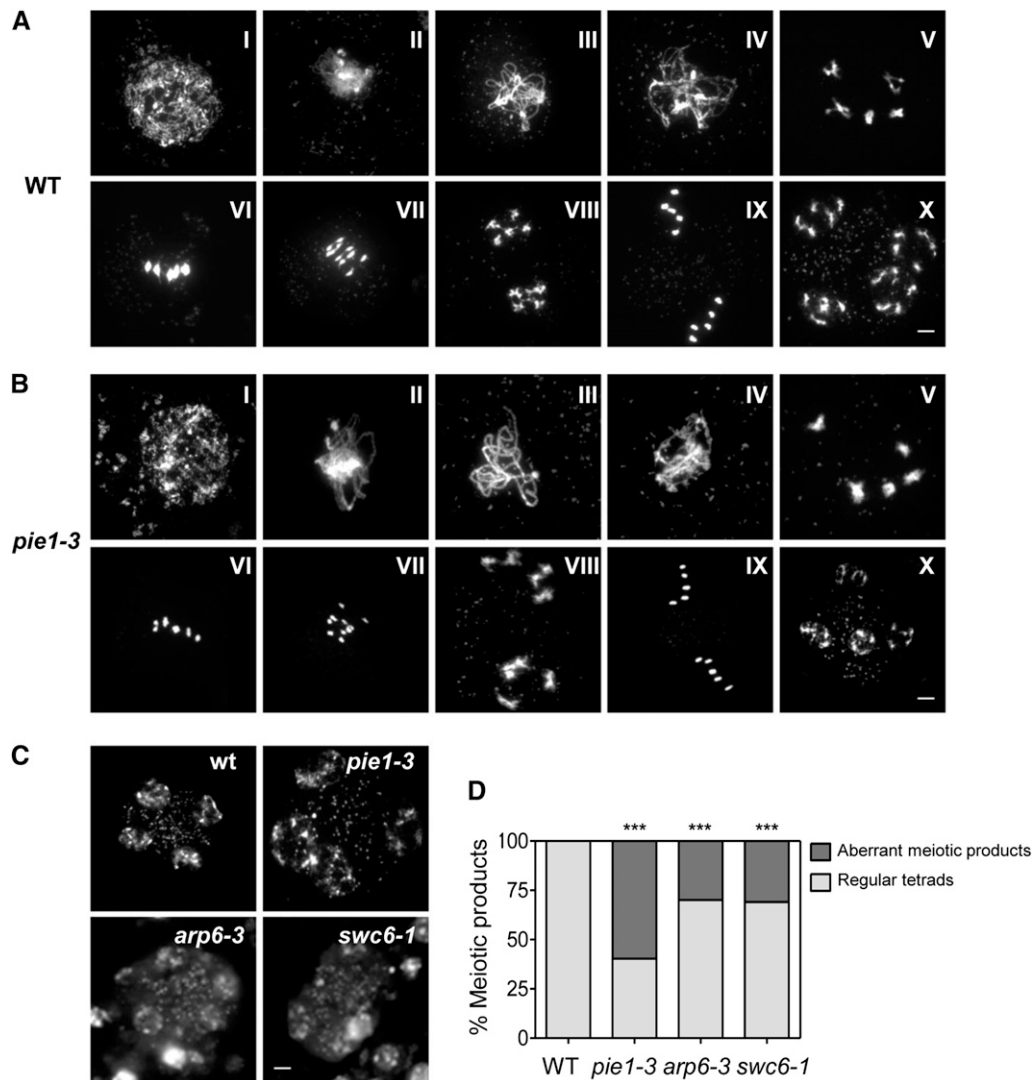 A
I
II
III
IV
V
WT
VI
VII
VIII
IX
X
B
I
II
III
IV
V
pie1-3
VI
VII
VIII
IX
X
C
wt
pie1-3
arp6-3
swc6-1
D
*** *** ***
% Meiotic products
100
75
50
25
0
WT pie1-3 arp6-3 swc6-1
Aberrant meiotic products
Regular tetrads